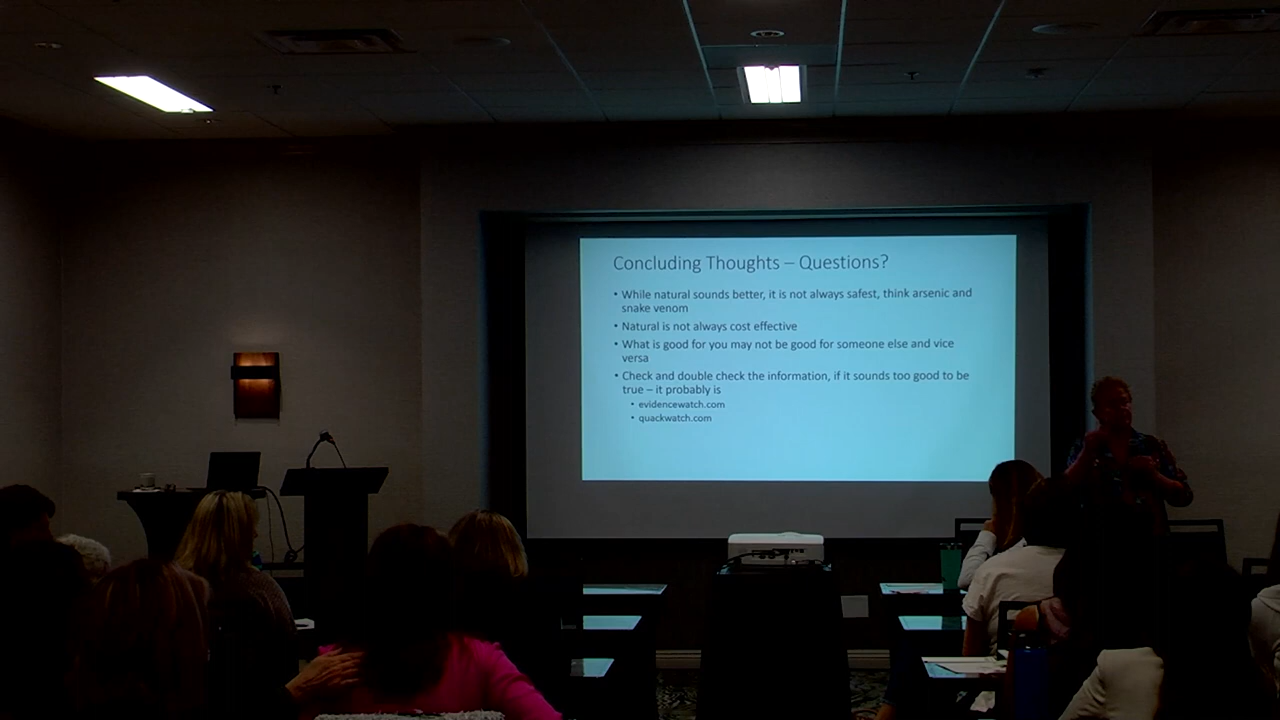 Concluding Thoughts – Questions?
• While natural sounds better, it is not always safest, think arsenic and
snake venom
• Natural is not always cost effective
• What is good for you may not be good for someone else and vice
versa
• Check and double check the information, if it sounds too good to be
true – it probably is
• evidencewatch.com
• quackwatch.com